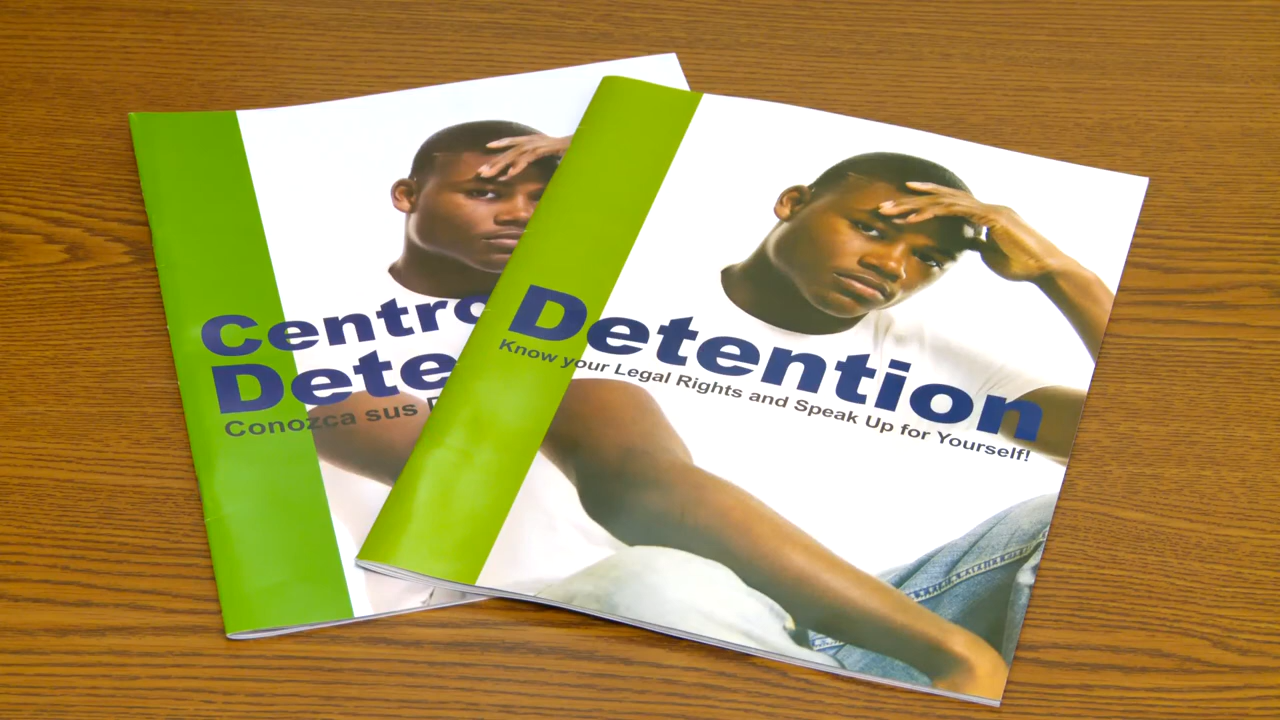 Centro
Dete
Conozca sus
Detention
Know your Legal Rights and Speak Up for Yourself!